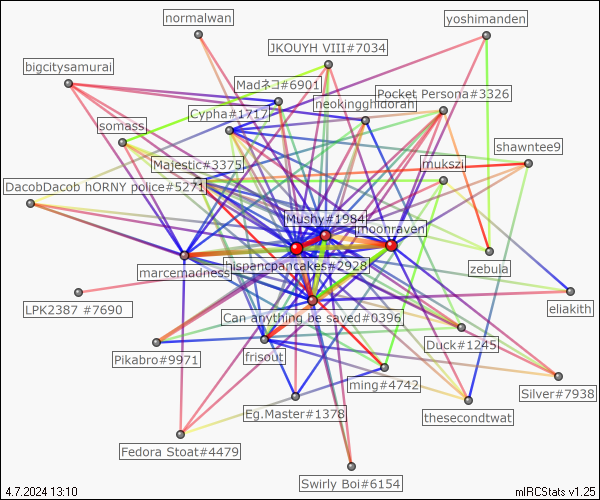 normalwan
yoshimanden
JKOUYH VIII#7034
bigcitysamurai
Madネコ#6901
Pocket Persona#3326
neokingghidorah
Cypha#1717
somass
shawntee9
Majestic#3375
mukszi
DacobDacob hORNY police#5271
Mushy#1984
moonraven
hispancpancakes#2928
zebula
marcemadness
LPK2387 #7690
eliakith
Can anything be saved#0396
Duck#1245
Pikabro#9971
frisout
ming#4742
Silver#7938
Eg.Master#1378
thesecondtwat
Fedora Stoat#4479
Swirly Boi#6154
4.7.2024 13:10
mIRCStats v1.25